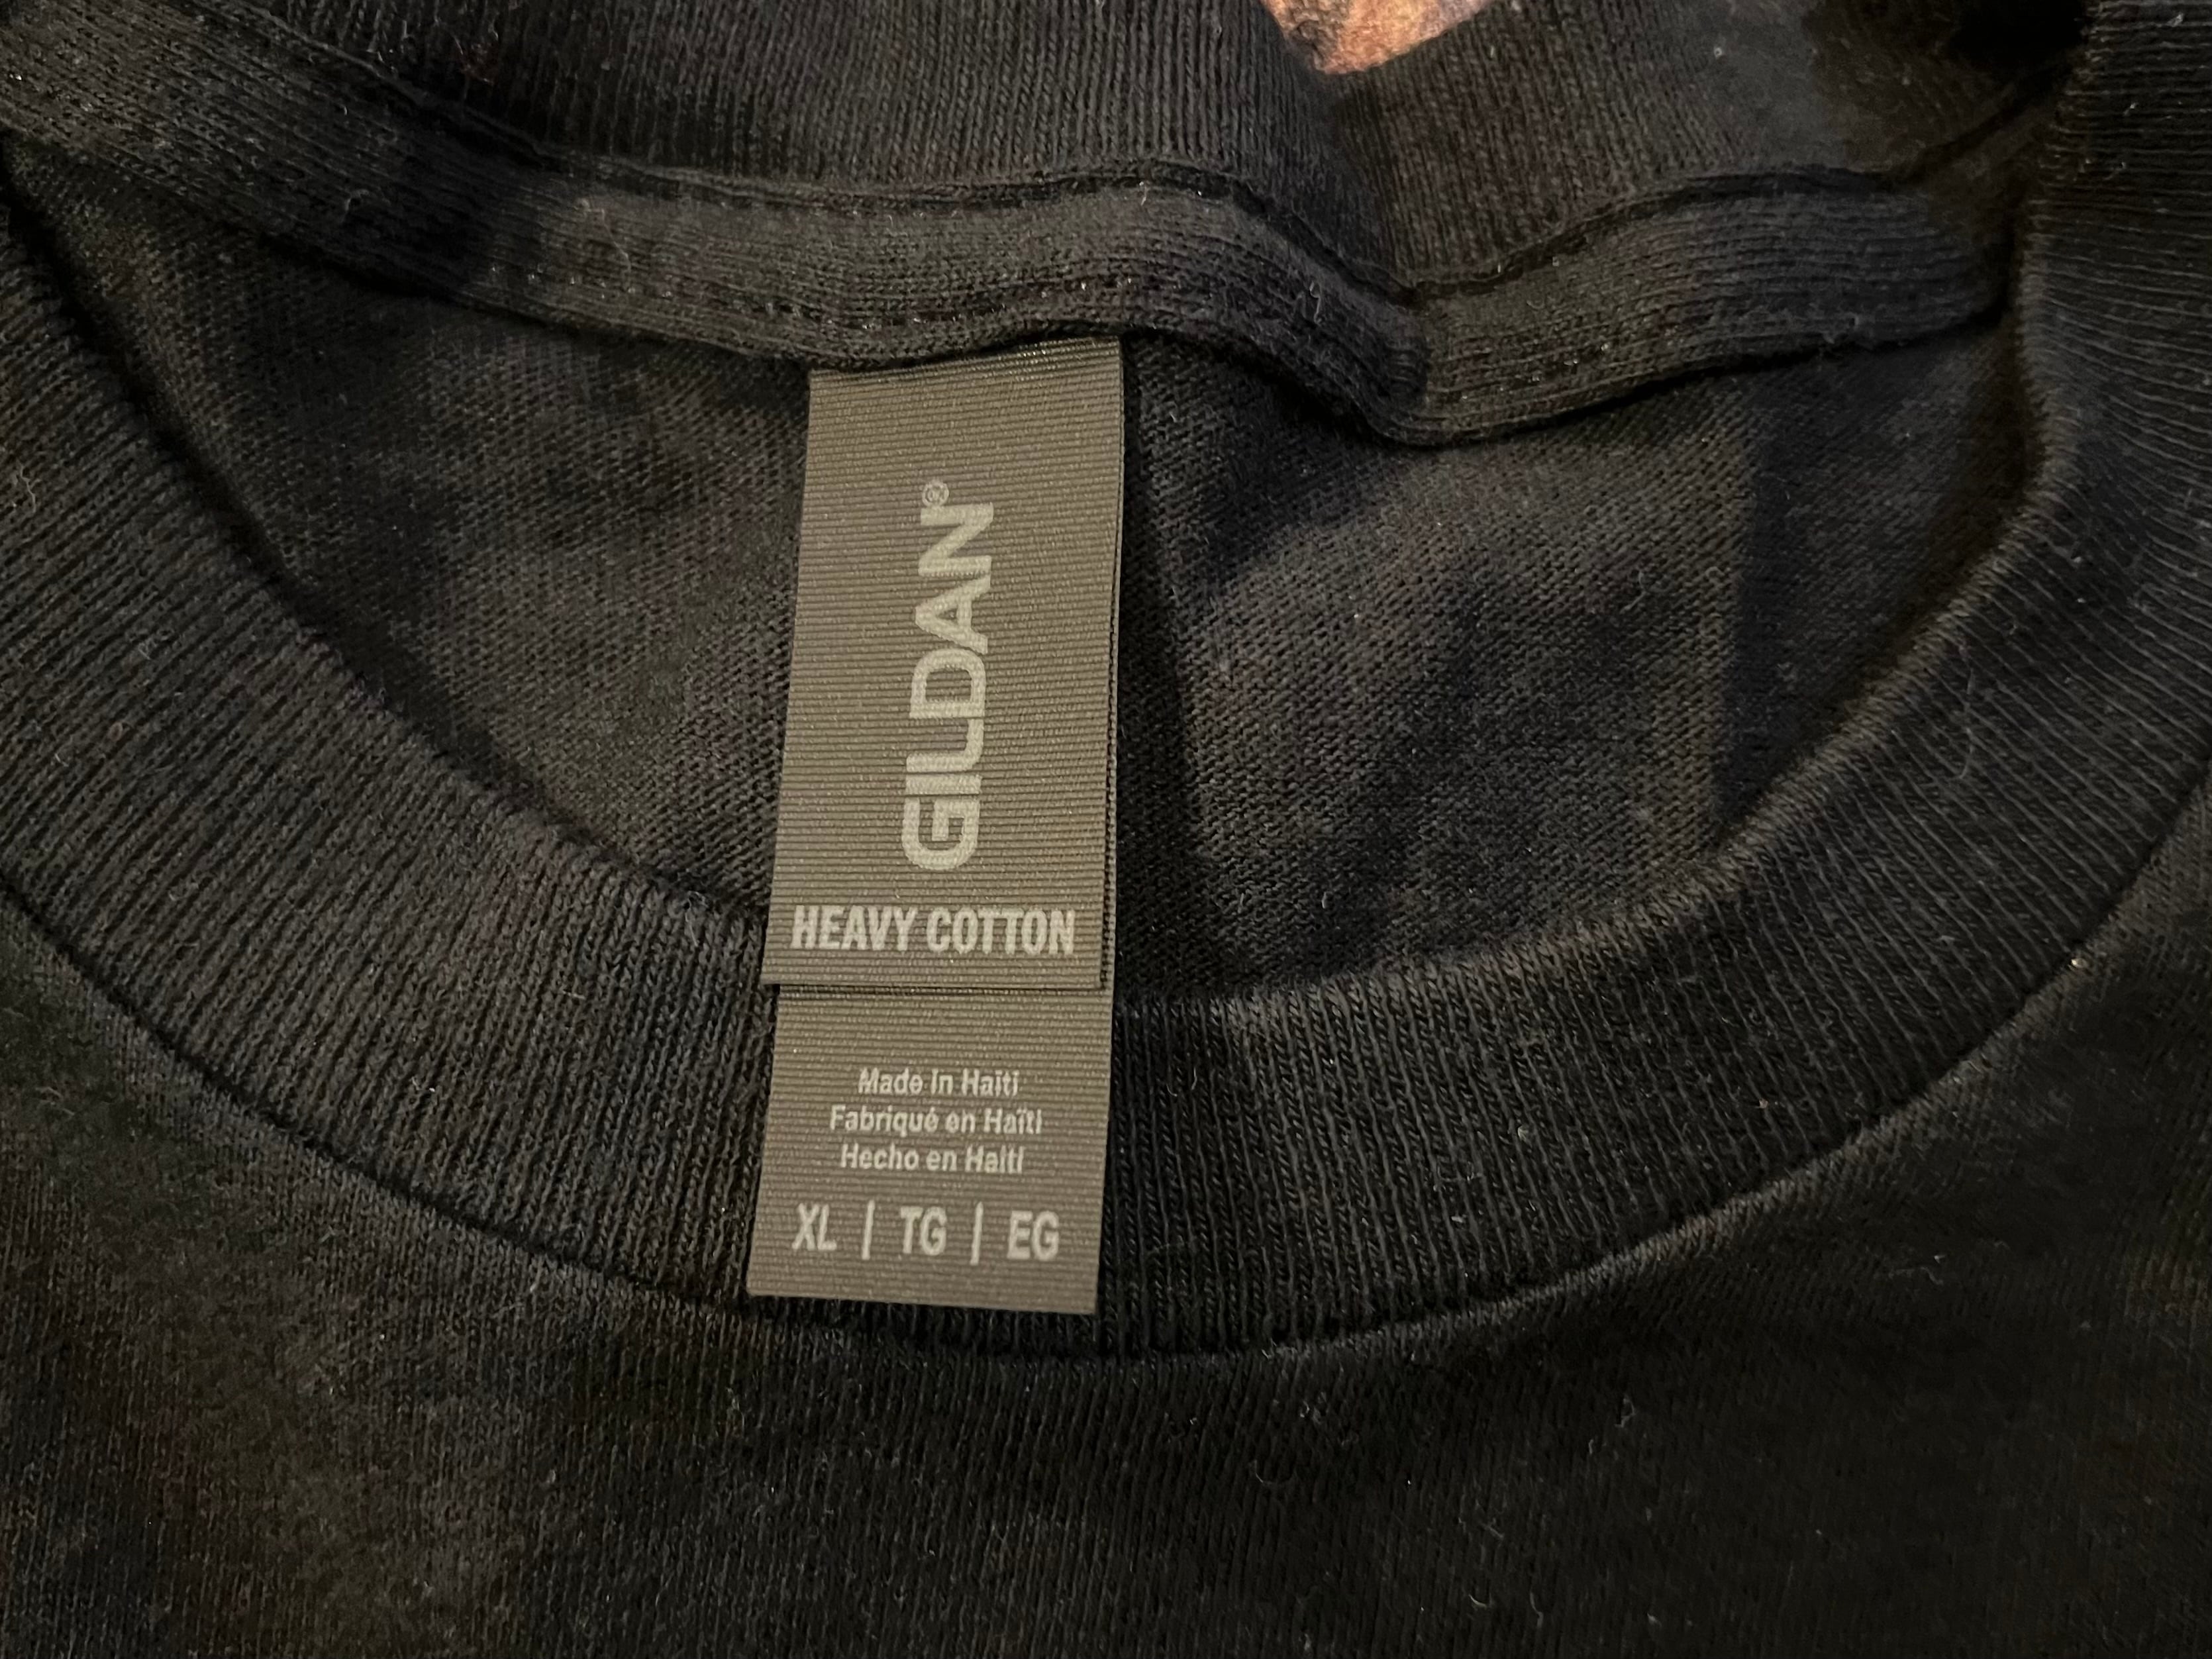 GILDAN®
HEAVY COTTON
Made in Haiti
Fabriqué en Haïti
Hecho en Haití
XL | TG | EG